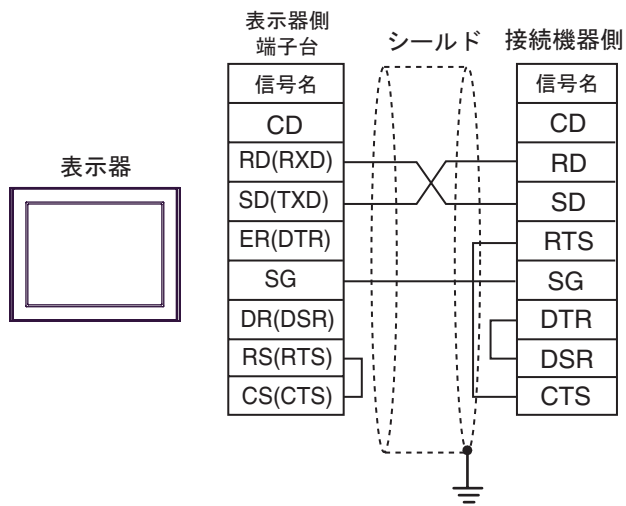 表示器
表示器側
端子台
信号名
CD
RD(RXD)
SD(TXD)
ER(DTR)
SG
DR(DSR)
RS(RTS)
CS(CTS)
シールド
接続機器側
信号名
CD
RD
SD
RTS
SG
DTR
DSR
CTS